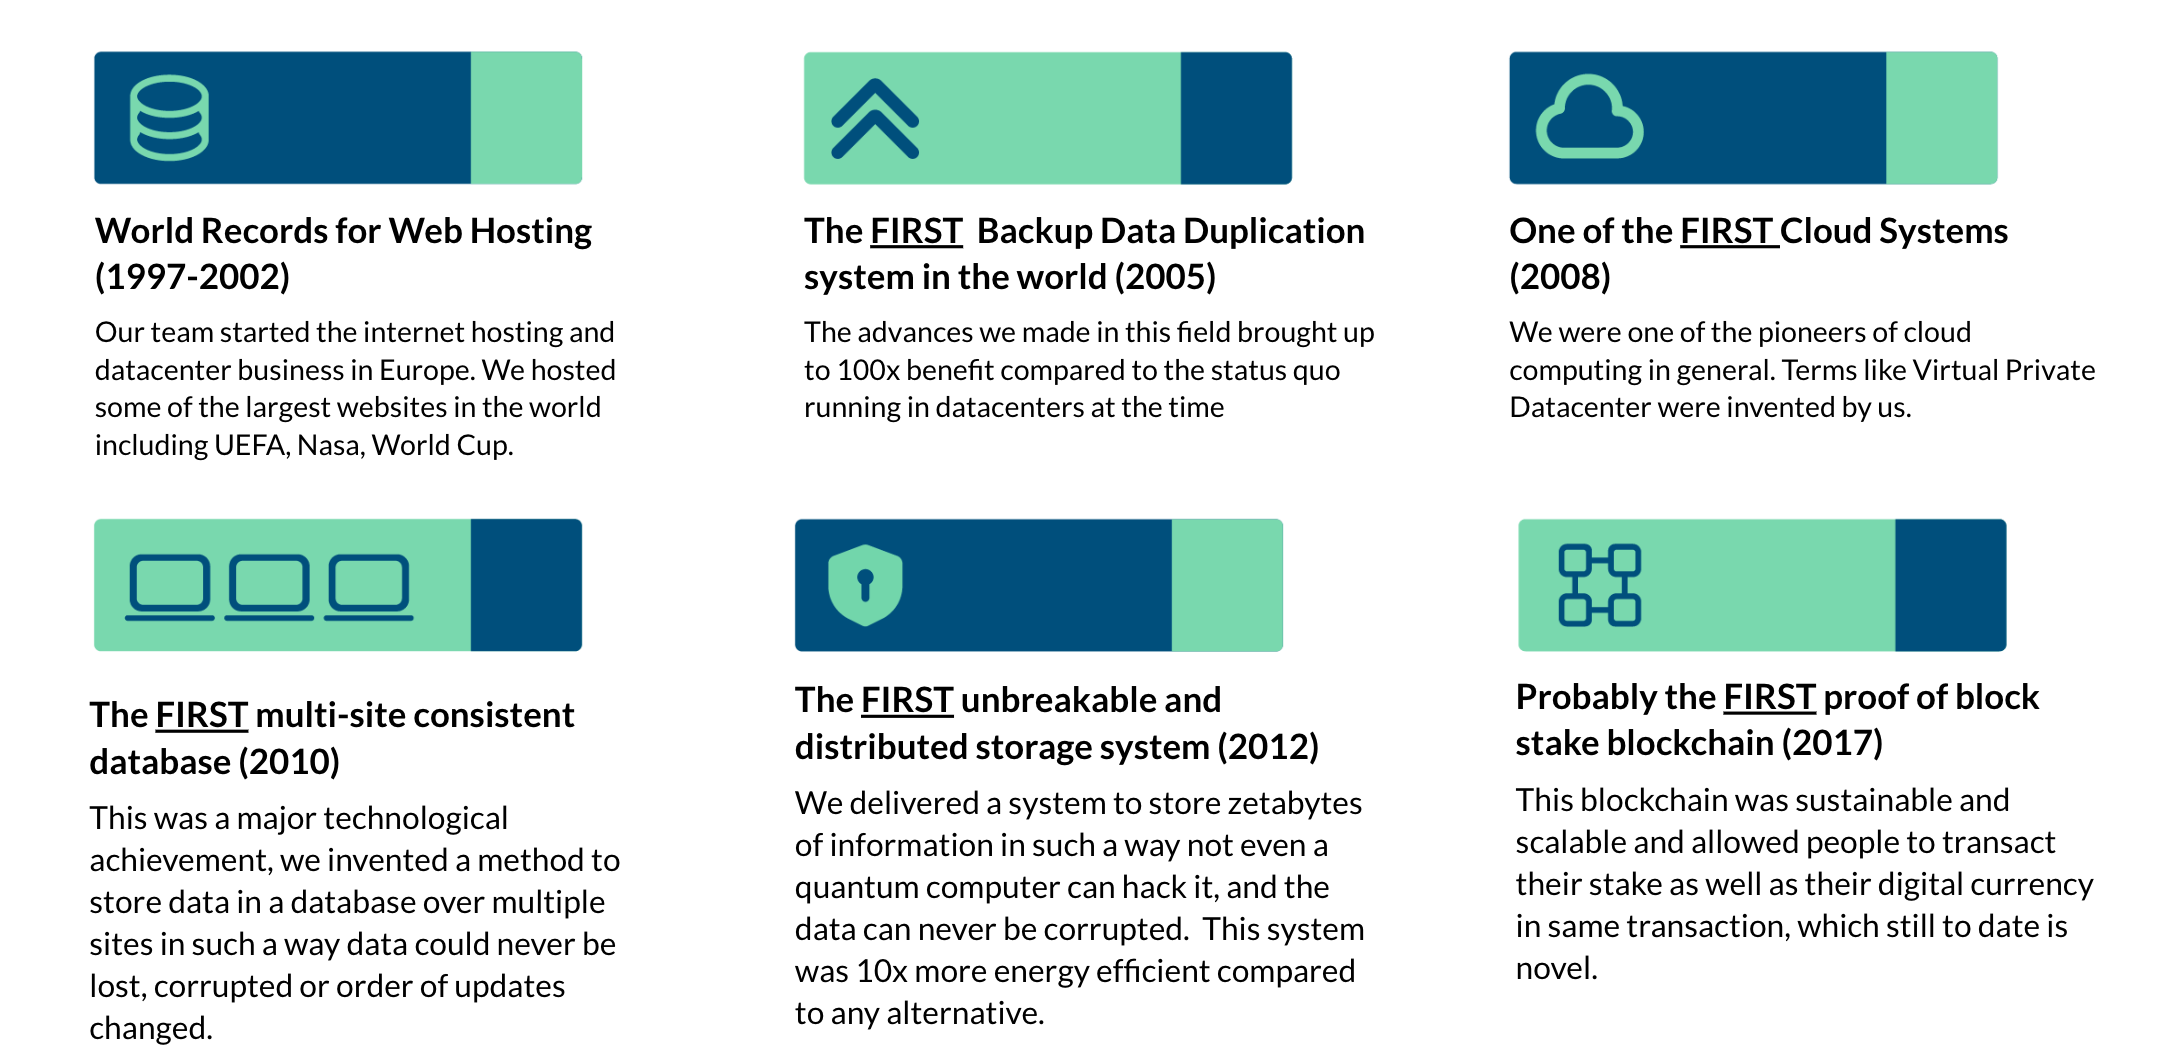 World Records for Web Hosting
(1997-2002)
Our team started the internet hosting and
datacenter business in Europe. We hosted
some of the largest websites in the world
including UEFA, Nasa, World Cup.
The FIRST  Backup Data Duplication
system in the world (2005)
The advances we made in this field brought up
to 100x benefit compared to the status quo
running in datacenters at the time
One of the FIRST Cloud Systems
(2008)
We were one of the pioneers of cloud
computing in general. Terms like Virtual Private
Datacenter were invented by us.
The FIRST multi-site consistent
database (2010)
This was a major technological
achievement, we invented a method to
store data in a database over multiple
sites in such a way data could never be
lost, corrupted or order of updates
changed.
The FIRST unbreakable and
distributed storage system (2012)
We delivered a system to store zetabytes
of information in such a way not even a
quantum computer can hack it, and the
data can never be corrupted.  This system
was 10x more energy efficient compared
to any alternative.
Probably the FIRST proof of block
stake blockchain (2017)
This blockchain was sustainable and
scalable and allowed people to transact
their stake as well as their digital currency
in same transaction, which still to date is
novel.